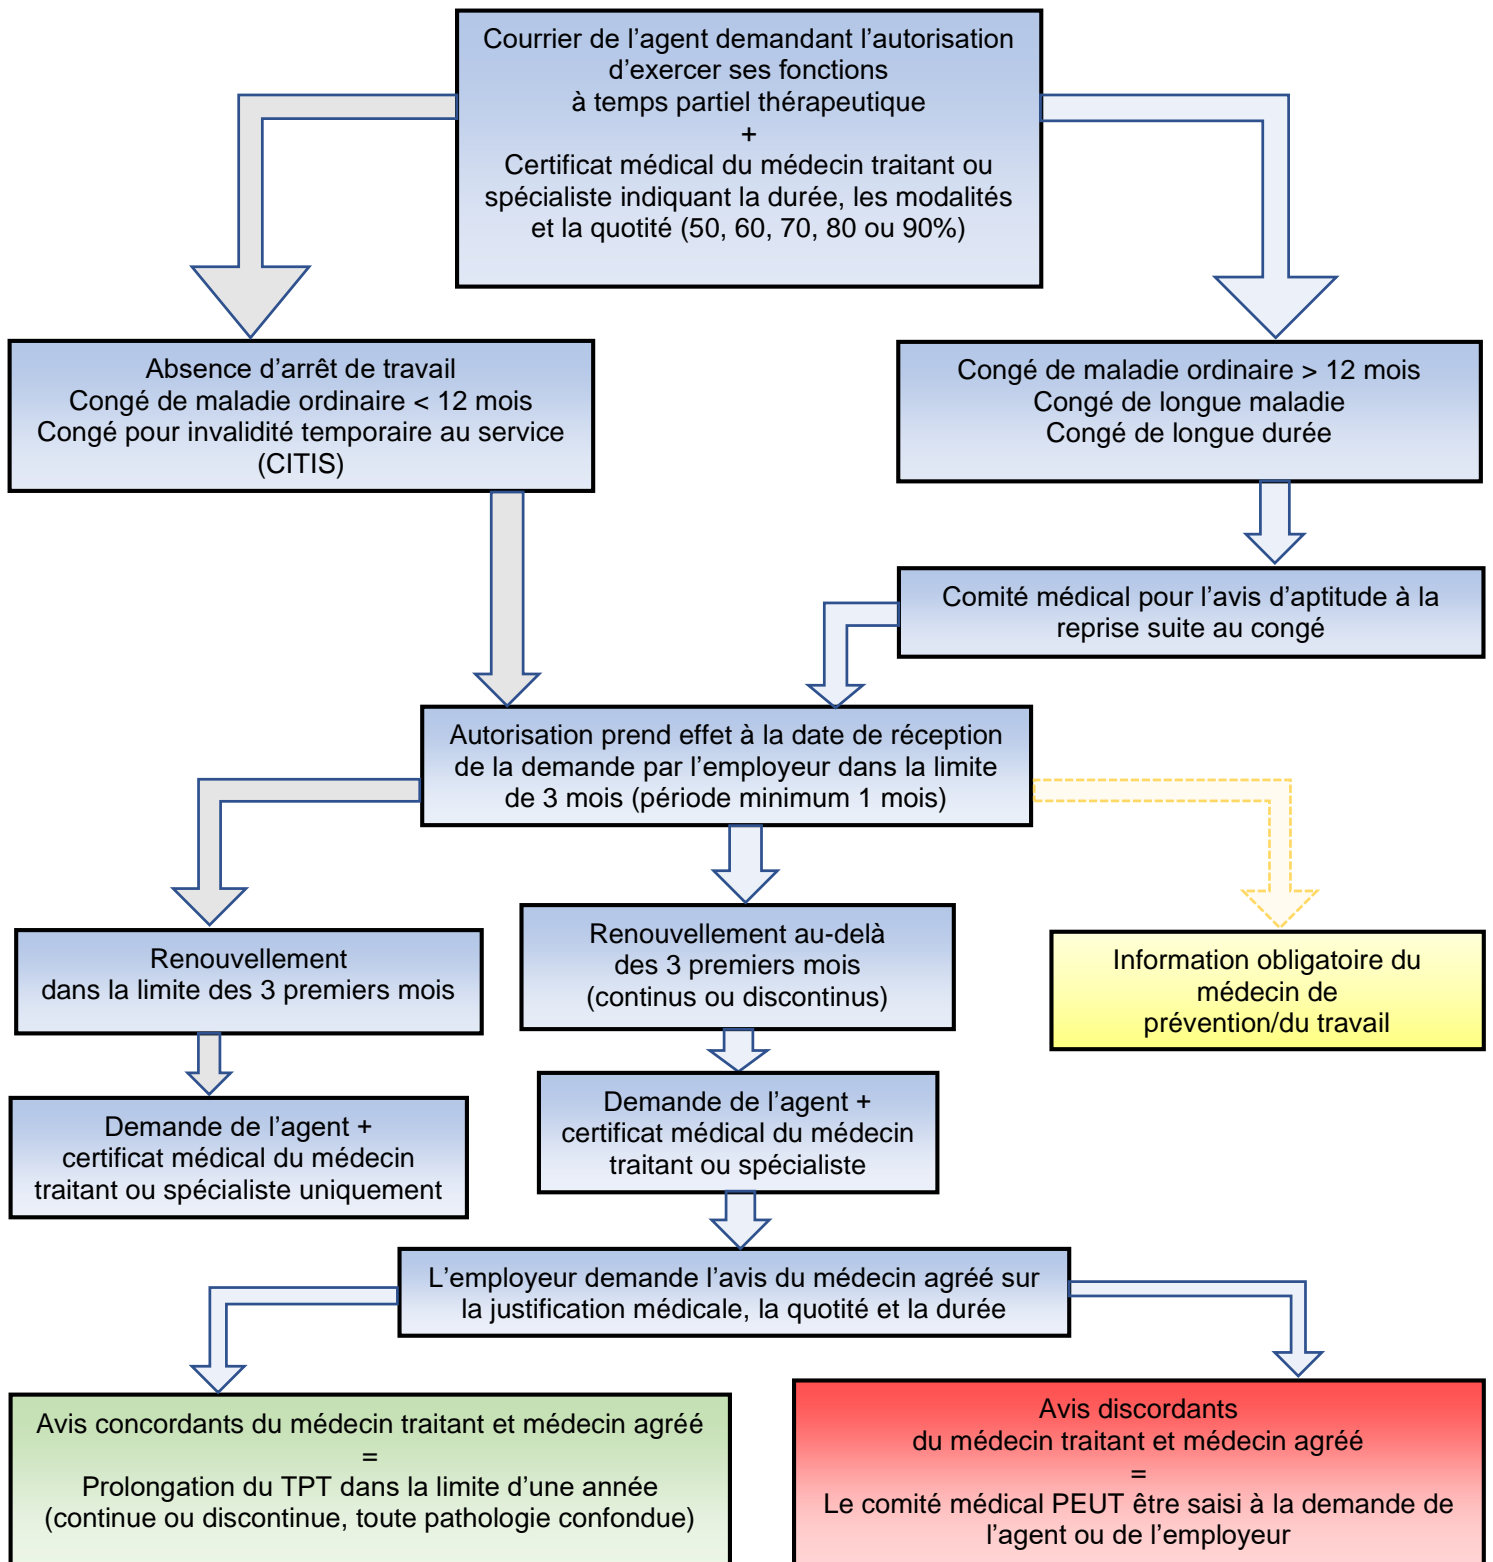 Courrier de l’agent demandant l’autorisation
d’exercer ses fonctions
à temps partiel thérapeutique
+
Certificat médical du médecin traitant ou
spécialiste indiquant la durée, les modalités
et la quotité (50, 60, 70, 80 ou 90%)
Absence d’arrêt de travail
Congé de maladie ordinaire < 12 mois
Congé pour invalidité temporaire au service
(CITIS)
Congé de maladie ordinaire > 12 mois
Congé de longue maladie
Congé de longue durée
Comité médical pour l’avis d’aptitude à la
reprise suite au congé
Autorisation prend effet à la date de réception
de la demande par l’employeur dans la limite
de 3 mois (période minimum 1 mois)
Renouvellement
dans la limite des 3 premiers mois
Renouvellement au-delà
des 3 premiers mois
(continus ou discontinus)
Information obligatoire du
médecin de
prévention/du travail
Demande de l’agent +
certificat médical du médecin
traitant ou spécialiste uniquement
Demande de l’agent +
certificat médical du médecin
traitant ou spécialiste
L’employeur demande l’avis du médecin agréé sur
la justification médicale, la quotité et la durée
Avis concordants du médecin traitant et médecin agréé
=
Prolongation du TPT dans la limite d’une année
(continue ou discontinue, toute pathologie confondue)
Avis discordants
du médecin traitant et médecin agréé
=
Le comité médical PEUT être saisi à la demande de
l’agent ou de l’employeur